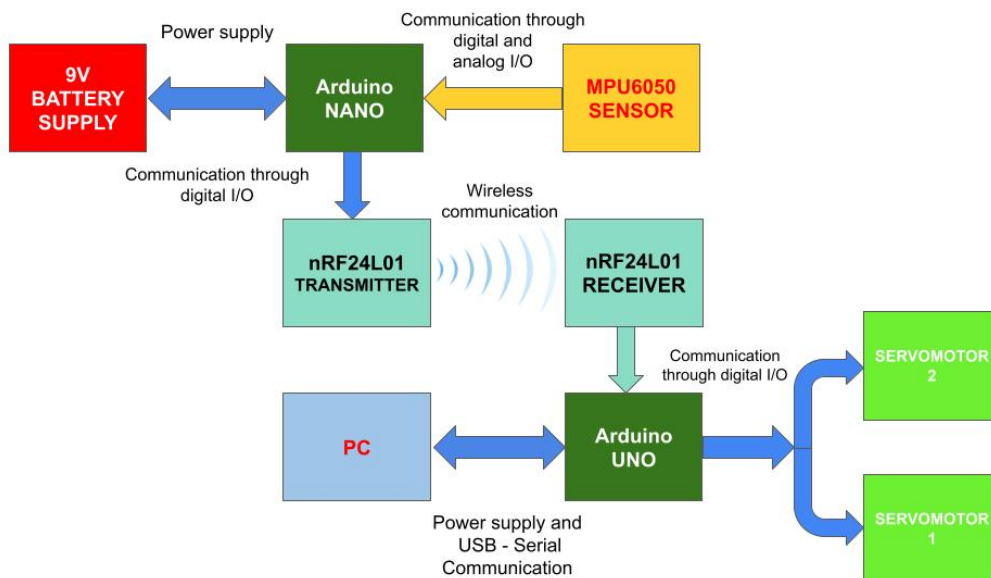 Power supply
Communication through
digital and
analog I/O
9V
BATTERY
SUPPLY
Arduino
NANO
MPU6050
SENSOR
Communication through
digital I/O
Wireless
communication
nRF24L01
TRANSMITTER
nRF24L01
RECEIVER
Communication
through digital I/O
SERVOMOTOR
2
PC
Arduino
UNO
SERVOMOTOR
1
Power supply and
USB - Serial
Communication